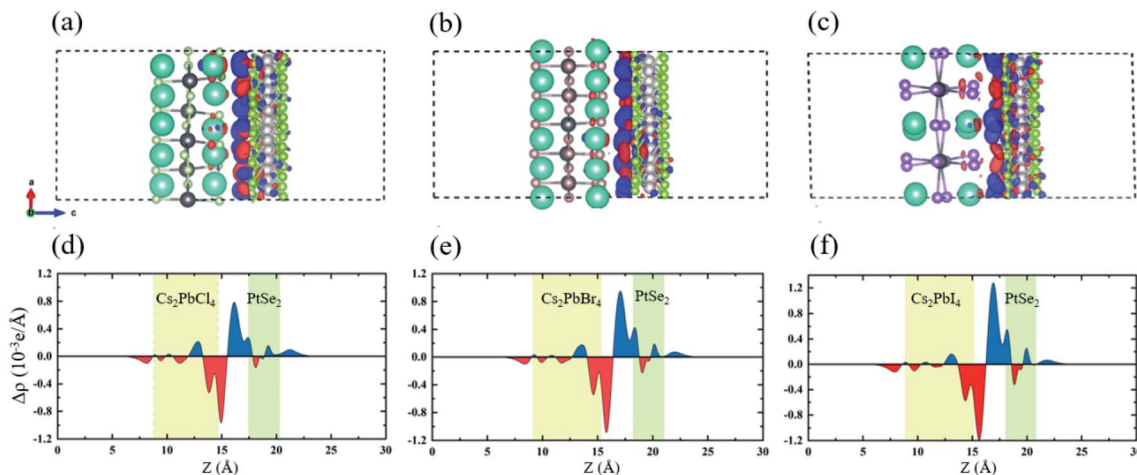 (a) (b) (c)
a
b c
(d) (e) (f)
1.2 1.2 1.2
0.8 Cs₂PbCl₄ PtSe₂ 0.8 Cs₂PbBr₄ PtSe₂ 0.8 Cs₂PbI₄ PtSe₂
0.4 0.4 0.4
0.0 0.0 0.0
-0.4 -0.4 -0.4
-0.8 -0.8 -0.8
-1.2 -1.2 -1.2
Δρ (10⁻³e/Å)
0 5 10 15 20 25 30 0 5 10 15 20 25 30 0 5 10 15 20 25 30
Z (Å) Z (Å) Z (Å)